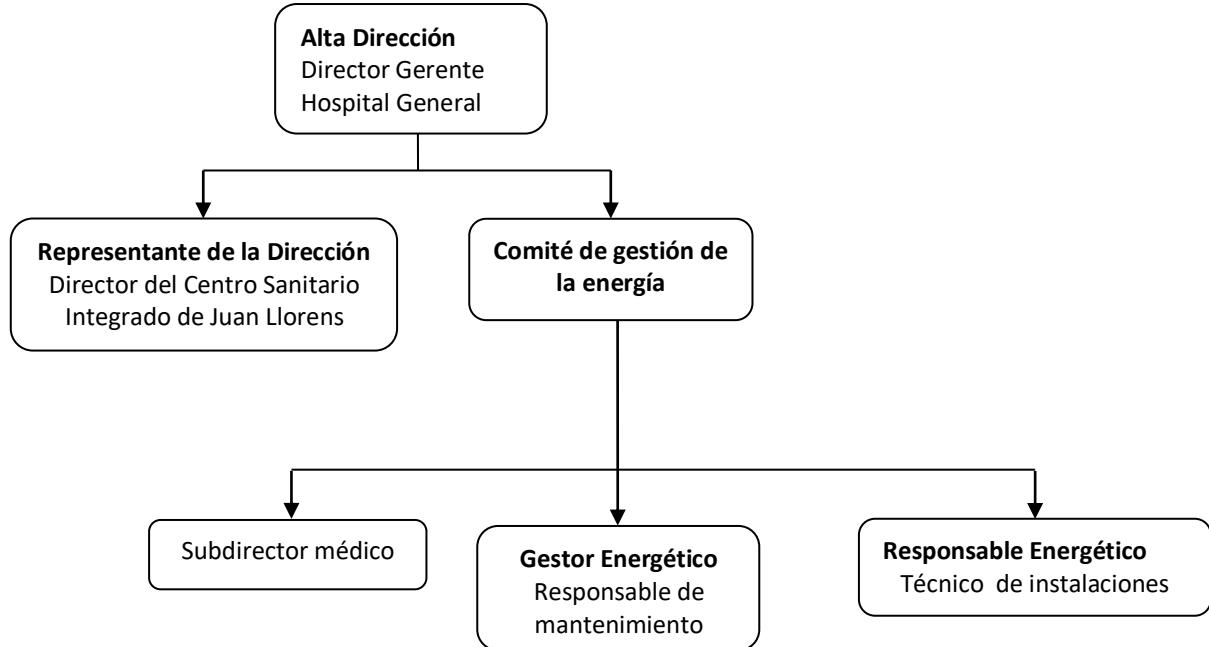 Alta Dirección
Director Gerente
Hospital General
Representante de la Dirección
Director del Centro Sanitario
Integrado de Juan Llorens
Comité de gestión de
la energía
Subdirector médico
Gestor Energético
Responsable de
mantenimiento
Responsable Energético
Técnico de instalaciones